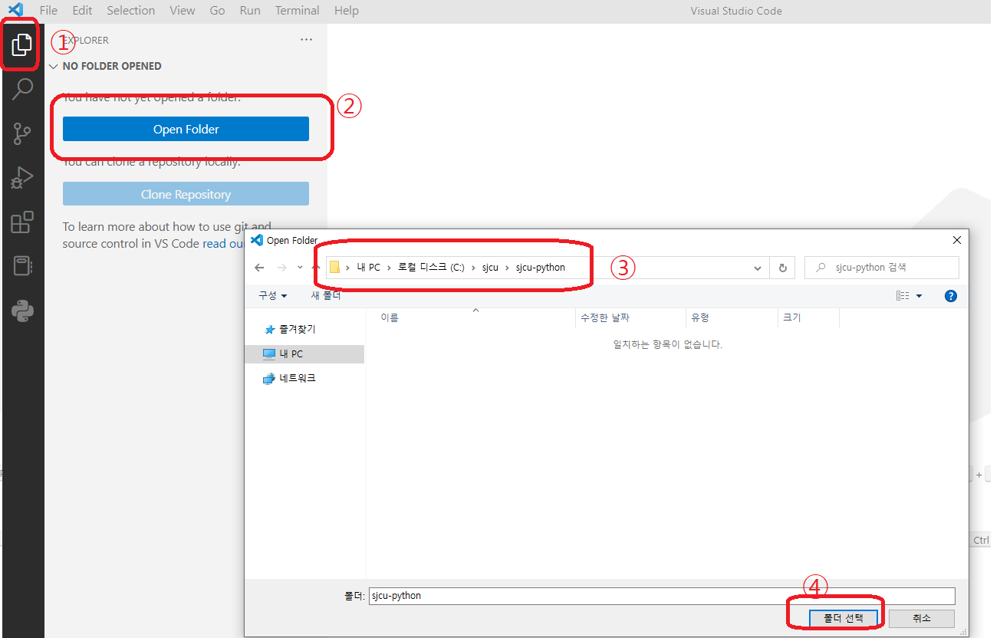 File Edit Selection View Go Run Terminal Help Visual Studio Code
① EXPLORER ...
NO FOLDER OPENED
You have not yet opened a folder.
②
Open Folder
You can clone a repository locally.
Clone Repository
To learn more about how to use git and
source control in VS Code read ou
Open Folder
내 PC > 로컬 디스크 (C:) > sjcu > sjcu-python
③
sjcu-python 검색
구성 새 폴더
이름 수정한 날짜 유형 크기
일치하는 항목이 없습니다.
즐겨찾기
내 PC
네트워크
+
Ctrl
폴더: sjcu-python
④
폴더 선택 취소